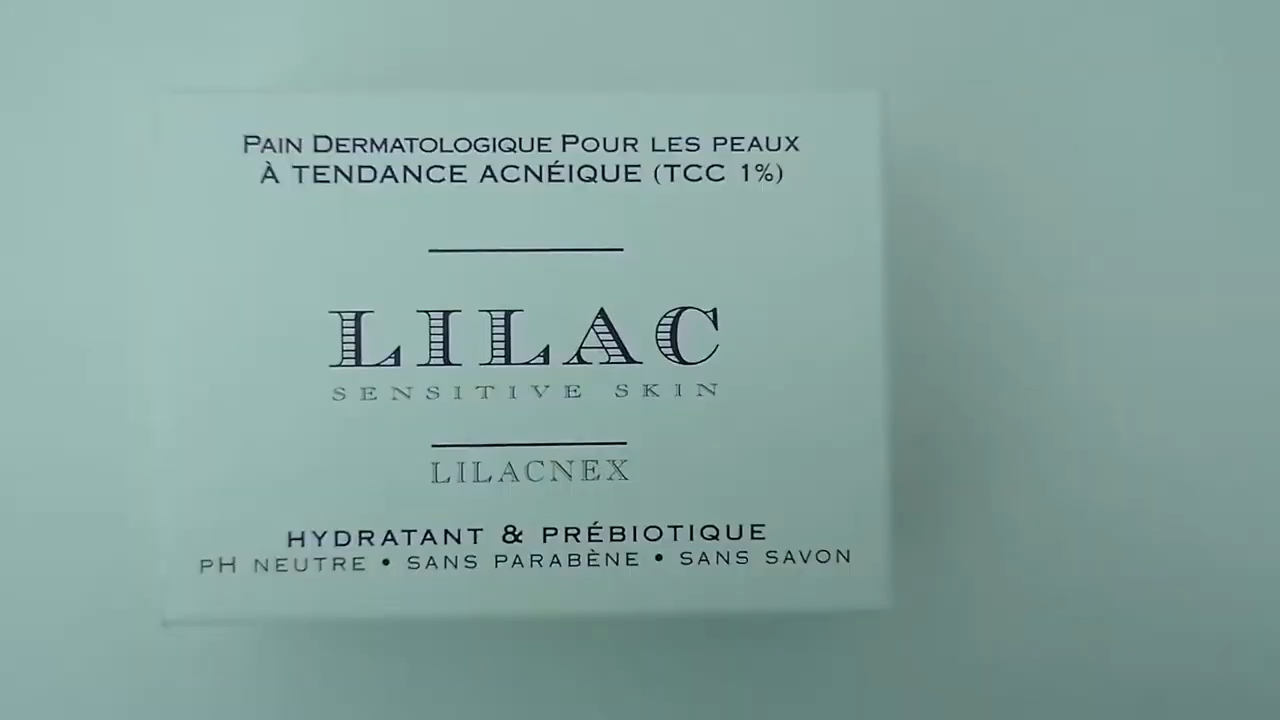 Pain Dermatologique Pour les peaux
à tendance acnéique (TCC 1%)
LILAC
SENSITIVE SKIN
LILACNEX
HYDRATANT & PRÉBIOTIQUE
pH NEUTRE • SANS PARABÈNE • SANS SAVON